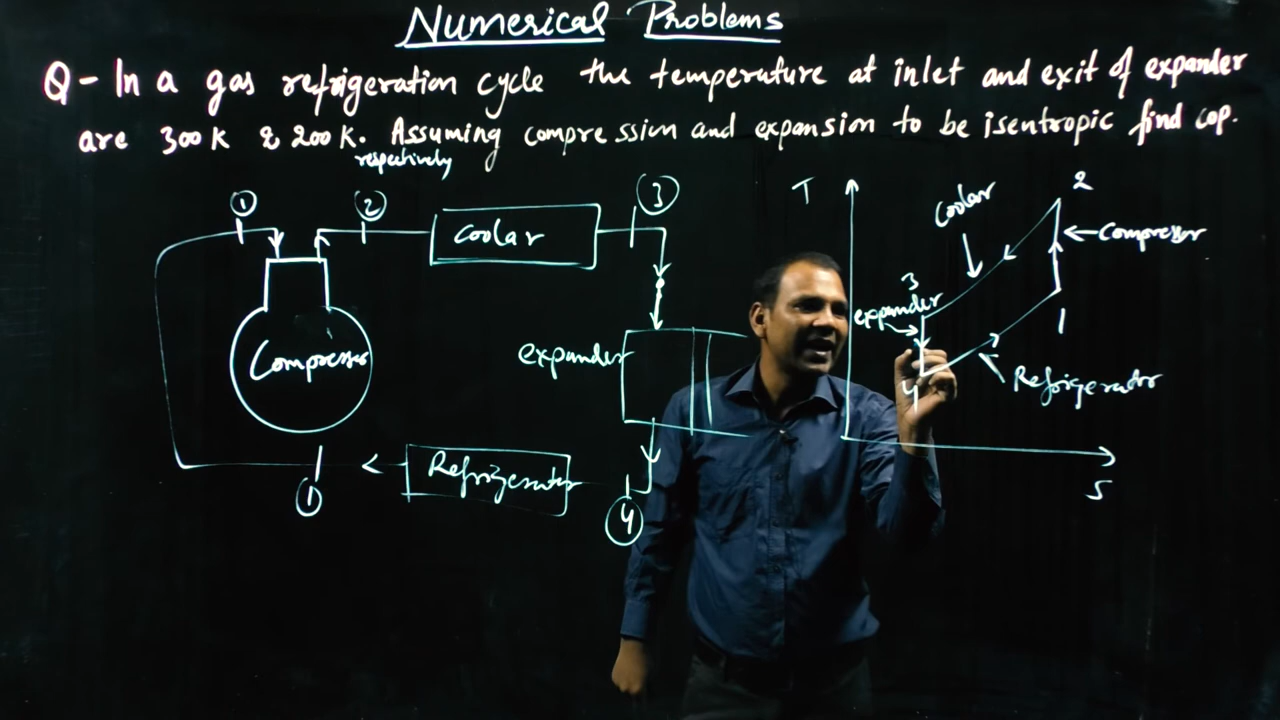 Numerical Problems
Q - In a gas refrigeration cycle the temperature at inlet and exit of expander
are 300 K & 200 K. Assuming compression and expansion to be isentropic find cop.
respectively
1
2
Coolar
3
Compressor
expander
Refrigerator
1
4
T
Coolar
2
Compressor
3
expander
1
4
Refrigerator
S